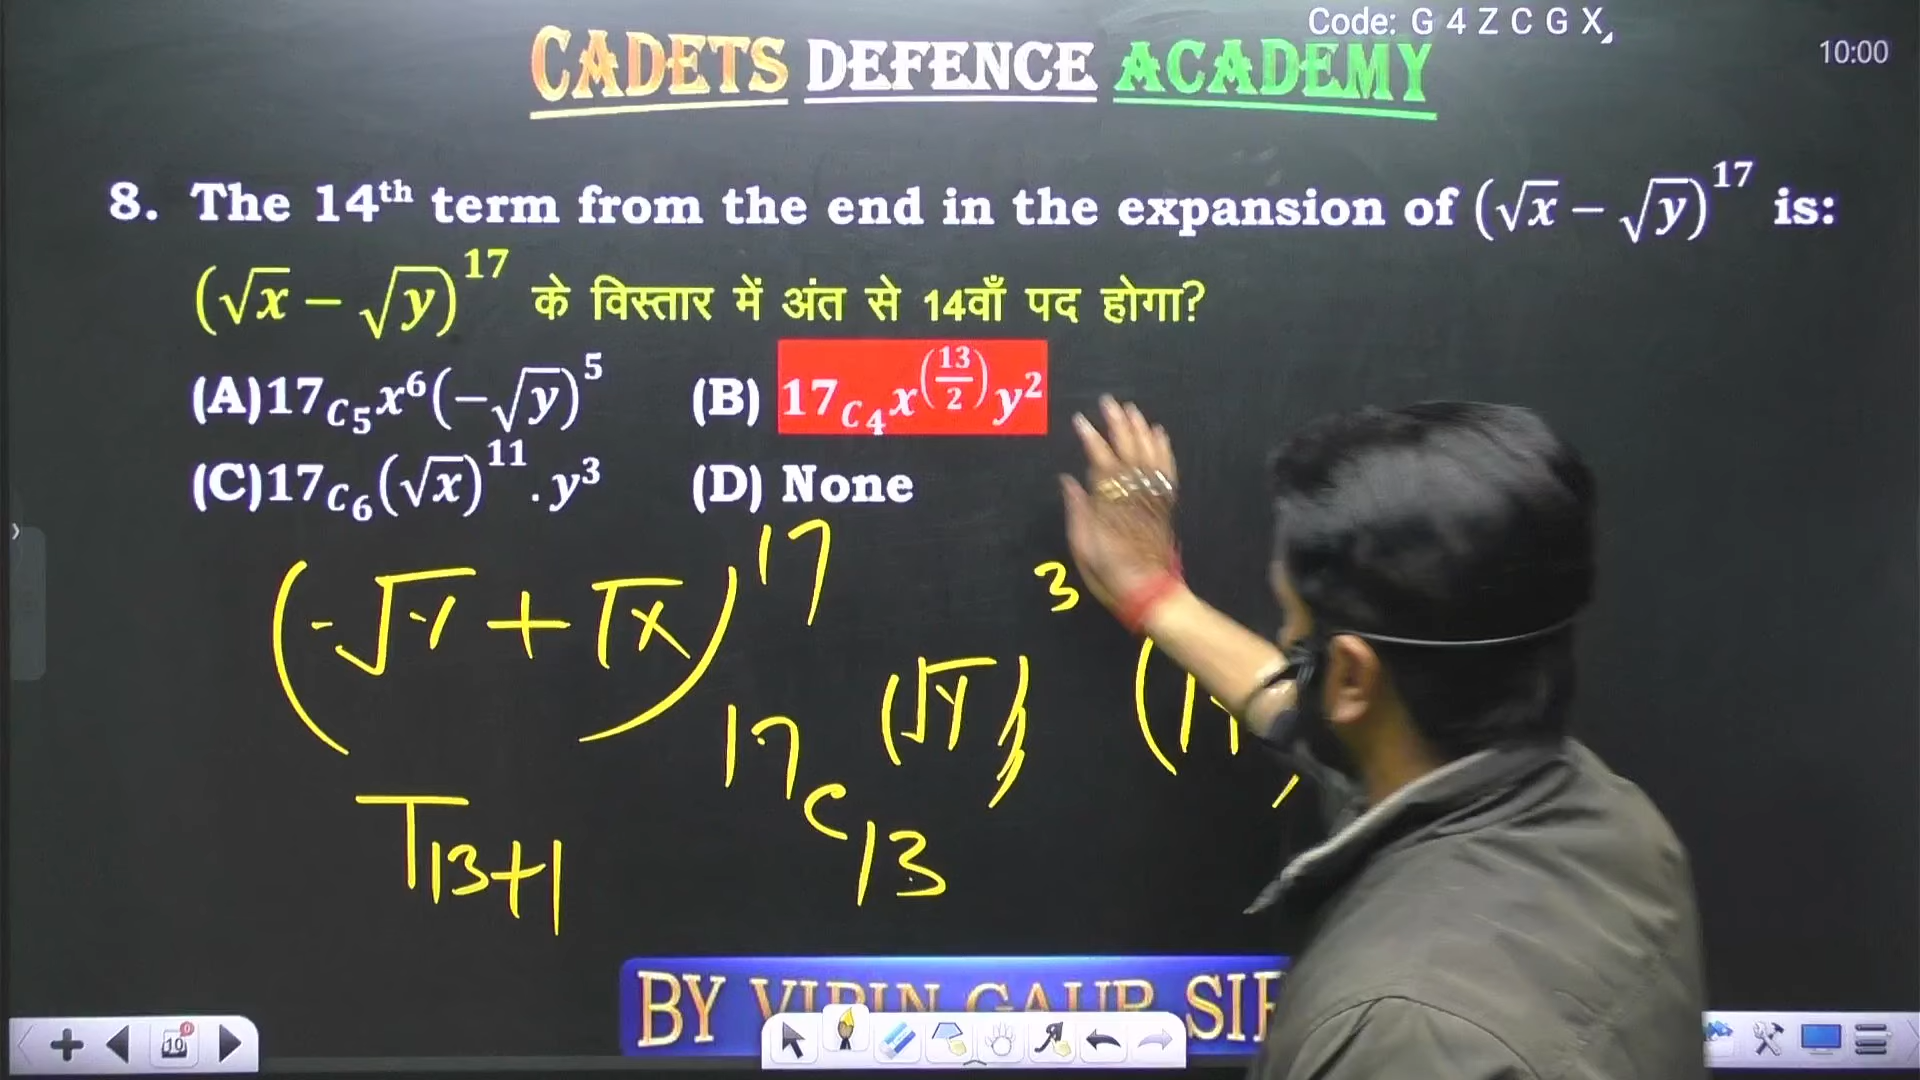 Code: G 4 Z C G X
10:00
CADETS DEFENCE ACADEMY
8. The 14th term from the end in the expansion of (√x − √y)^17 is:
(√x − √y)^17 के विस्तार में अंत से 14वाँ पद होगा?
(A) 17C5 x^6 (−√y)^5 (B) 17C4 x^(13/2) y^2
(C) 17C6 (√x)^11 . y^3 (D) None
(-√y + √x)^17
3
17C13 (√y)
T13+1
BY VIPIN GAUR SIR
10